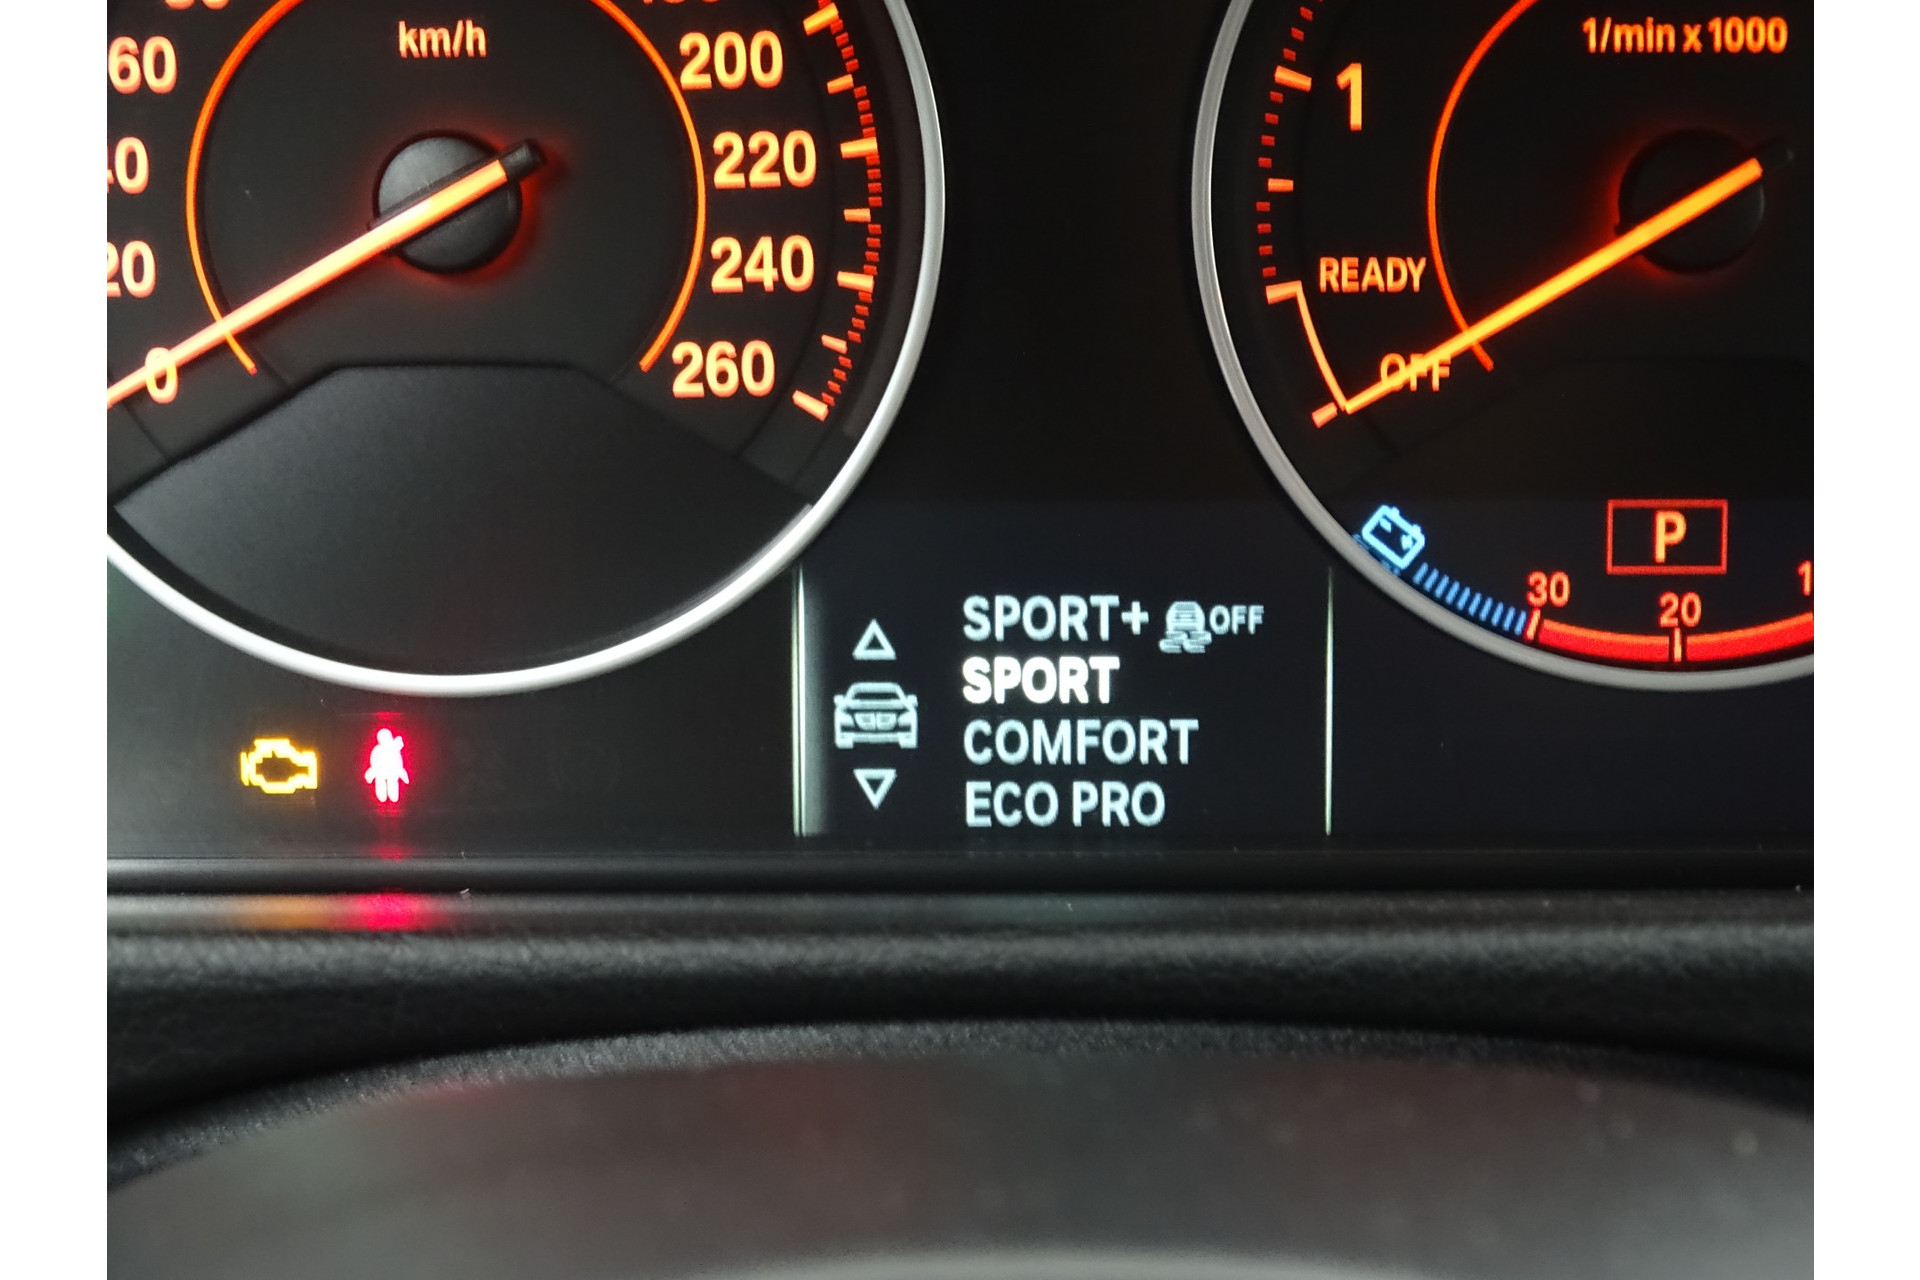 km/h
60
200
220
240
20
260
0
1/min x 1000
1
READY
OFF
P
30
20
SPORT+ OFF
SPORT
COMFORT
ECO PRO